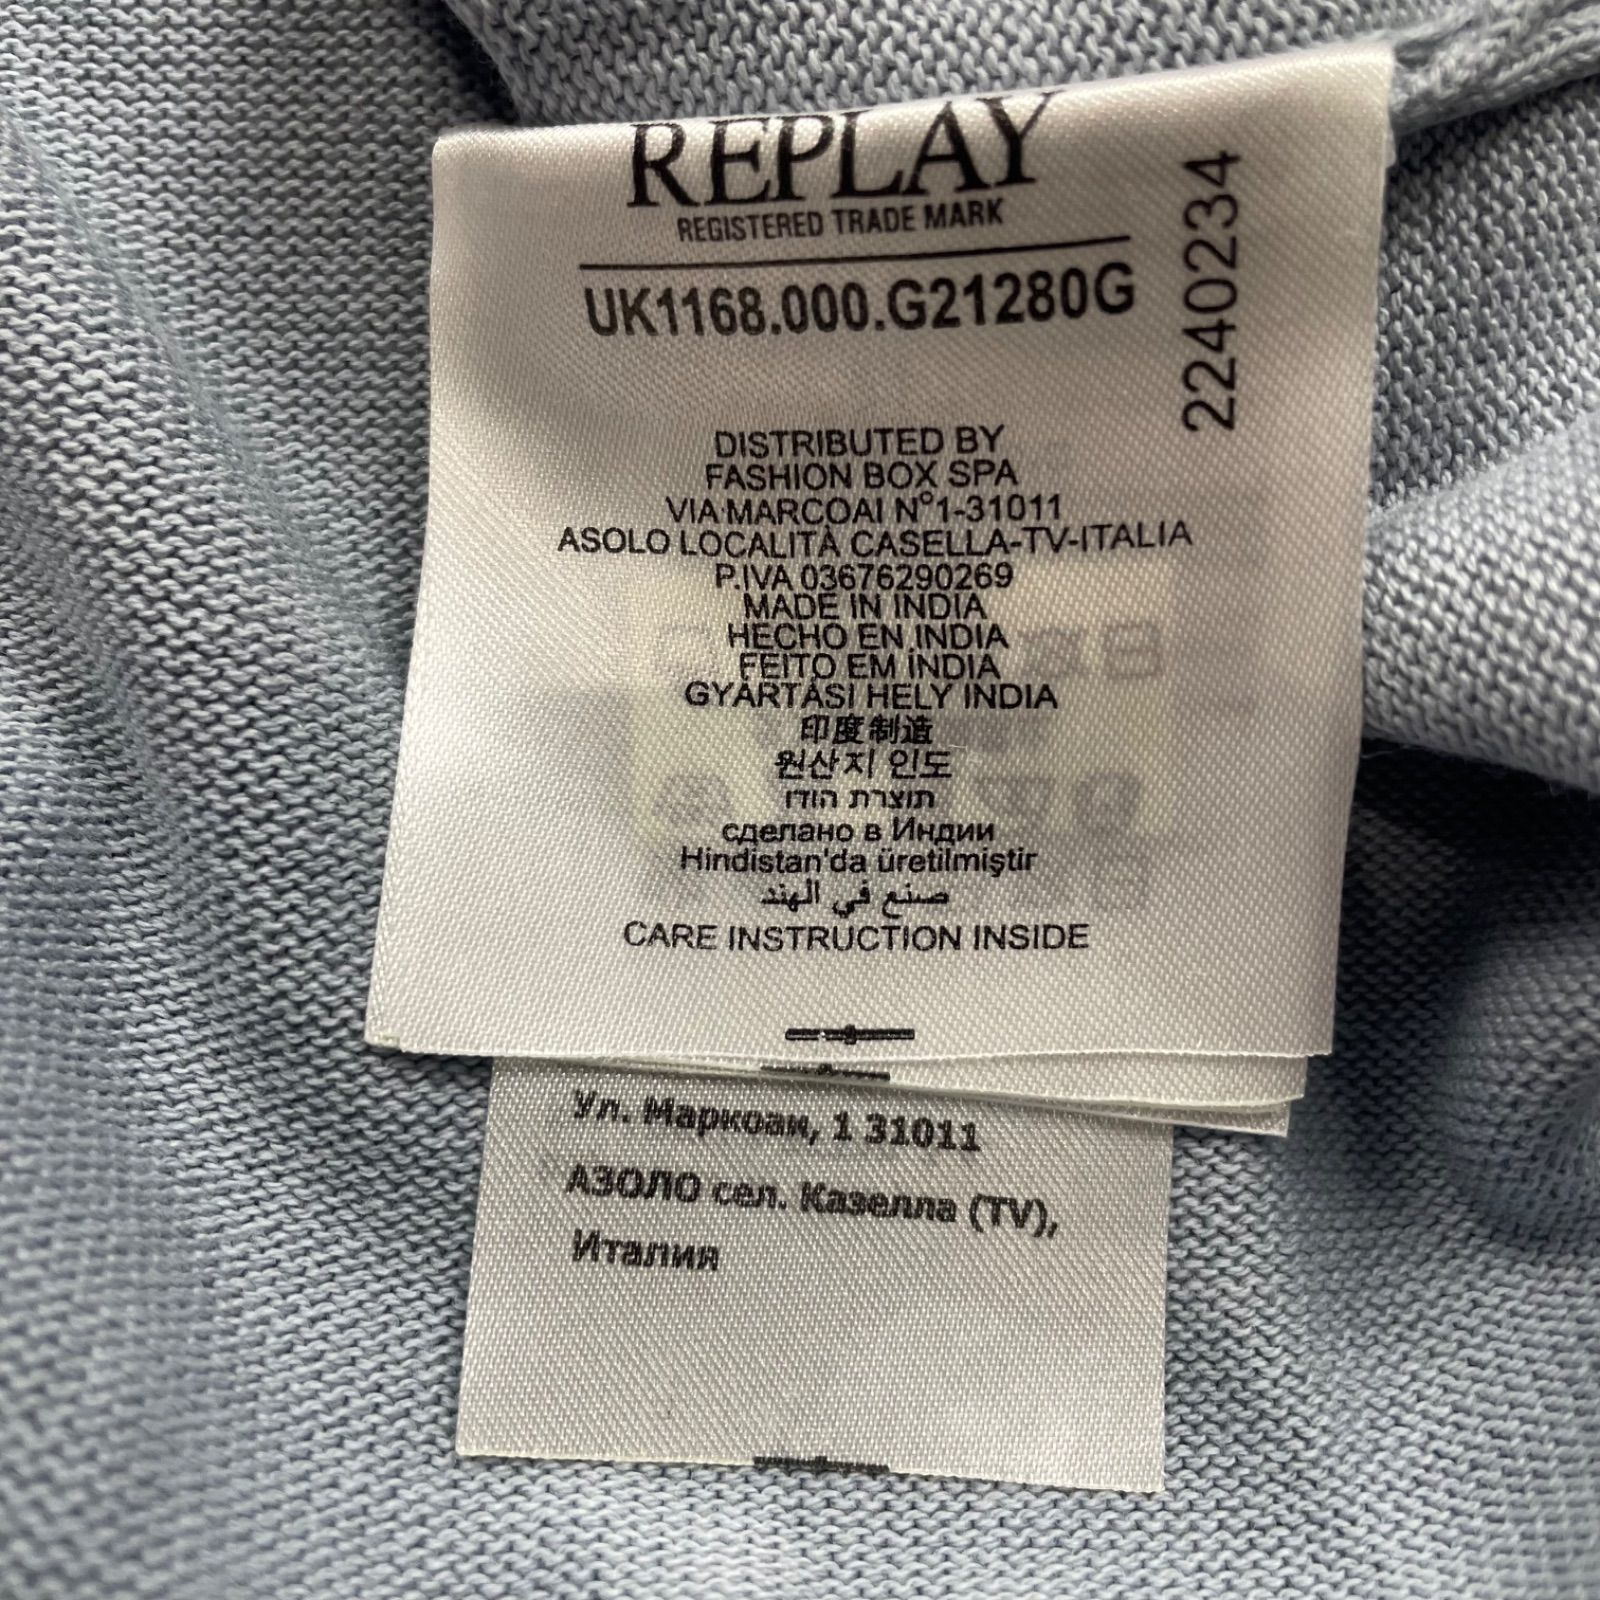 REPLAY
REGISTERED TRADE MARK
UK1168.000.G21280G
2240234
DISTRIBUTED BY
FASHION BOX SPA
VIA MARCOAI N°1-31011
ASOLO LOCALITÀ CASELLA-TV-ITALIA
P.IVA 03676290269
MADE IN INDIA
HECHO EN INDIA
FEITO EM ÍNDIA
GYÁRTÁSI HELY INDIA
印度制造
원산지 인도
תוצרת הודו
сделано в Индии
Hindistan'da üretilmiştir
صنع في الهند
CARE INSTRUCTION INSIDE
Ул. Маркоаи, 1 31011
АЗОЛО сел. Казелла (TV),
Италия